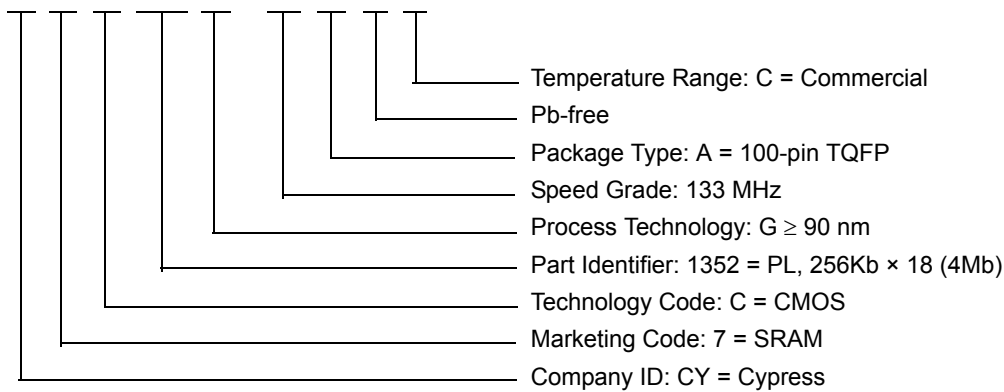 Temperature Range: C = Commercial
Pb-free
Package Type: A = 100-pin TQFP
Speed Grade: 133 MHz
Process Technology: G ≥ 90 nm
Part Identifier: 1352 = PL, 256Kb × 18 (4Mb)
Technology Code: C = CMOS
Marketing Code: 7 = SRAM
Company ID: CY = Cypress